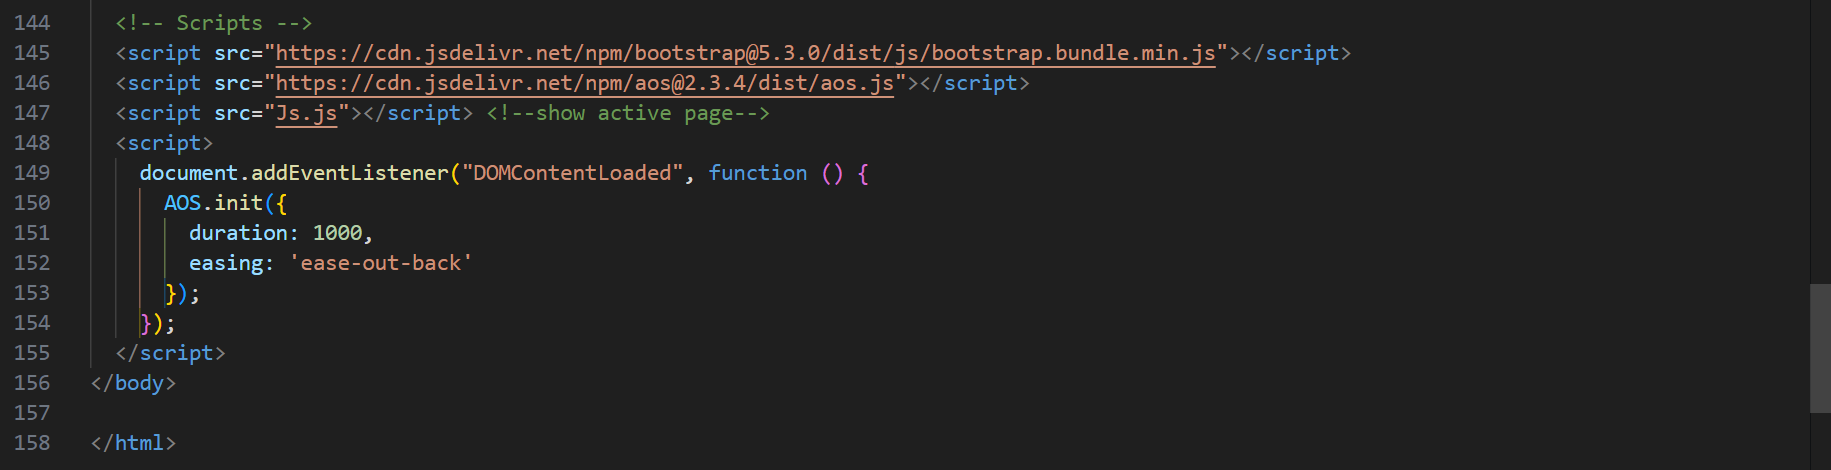 144 <!-- Scripts -->
145 <script src="https://cdn.jsdelivr.net/npm/bootstrap@5.3.0/dist/js/bootstrap.bundle.min.js"></script>
146 <script src="https://cdn.jsdelivr.net/npm/aos@2.3.4/dist/aos.js"></script>
147 <script src="Js.js"></script> <!--show active page-->
148 <script>
149 document.addEventListener("DOMContentLoaded", function () {
150 AOS.init({
151 duration: 1000,
152 easing: 'ease-out-back'
153 });
154 });
155 </script>
156 </body>
157
158 </html>